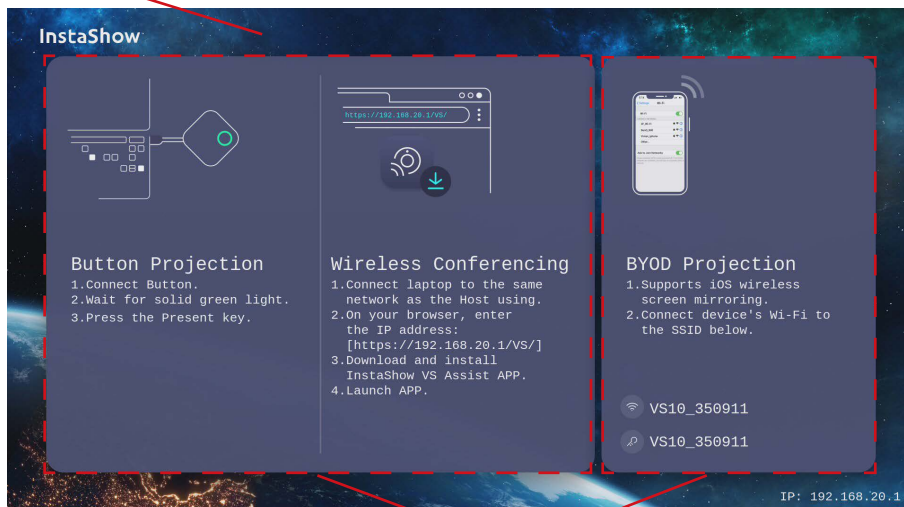 InstaShow
https://192.168.20.1/VS/
Button Projection
1.Connect Button.
2.Wait for solid green light.
3.Press the Present key.
Wireless Conferencing
1.Connect laptop to the same
network as the Host using.
2.On your browser, enter
the IP address:
[https://192.168.20.1/VS/]
3.Download and install
InstaShow VS Assist APP.
4.Launch APP.
BYOD Projection
1.Supports iOS wireless
screen mirroring.
2.Connect device's Wi-Fi to
the SSID below.
VS10_350911
VS10_350911
IP: 192.168.20.1